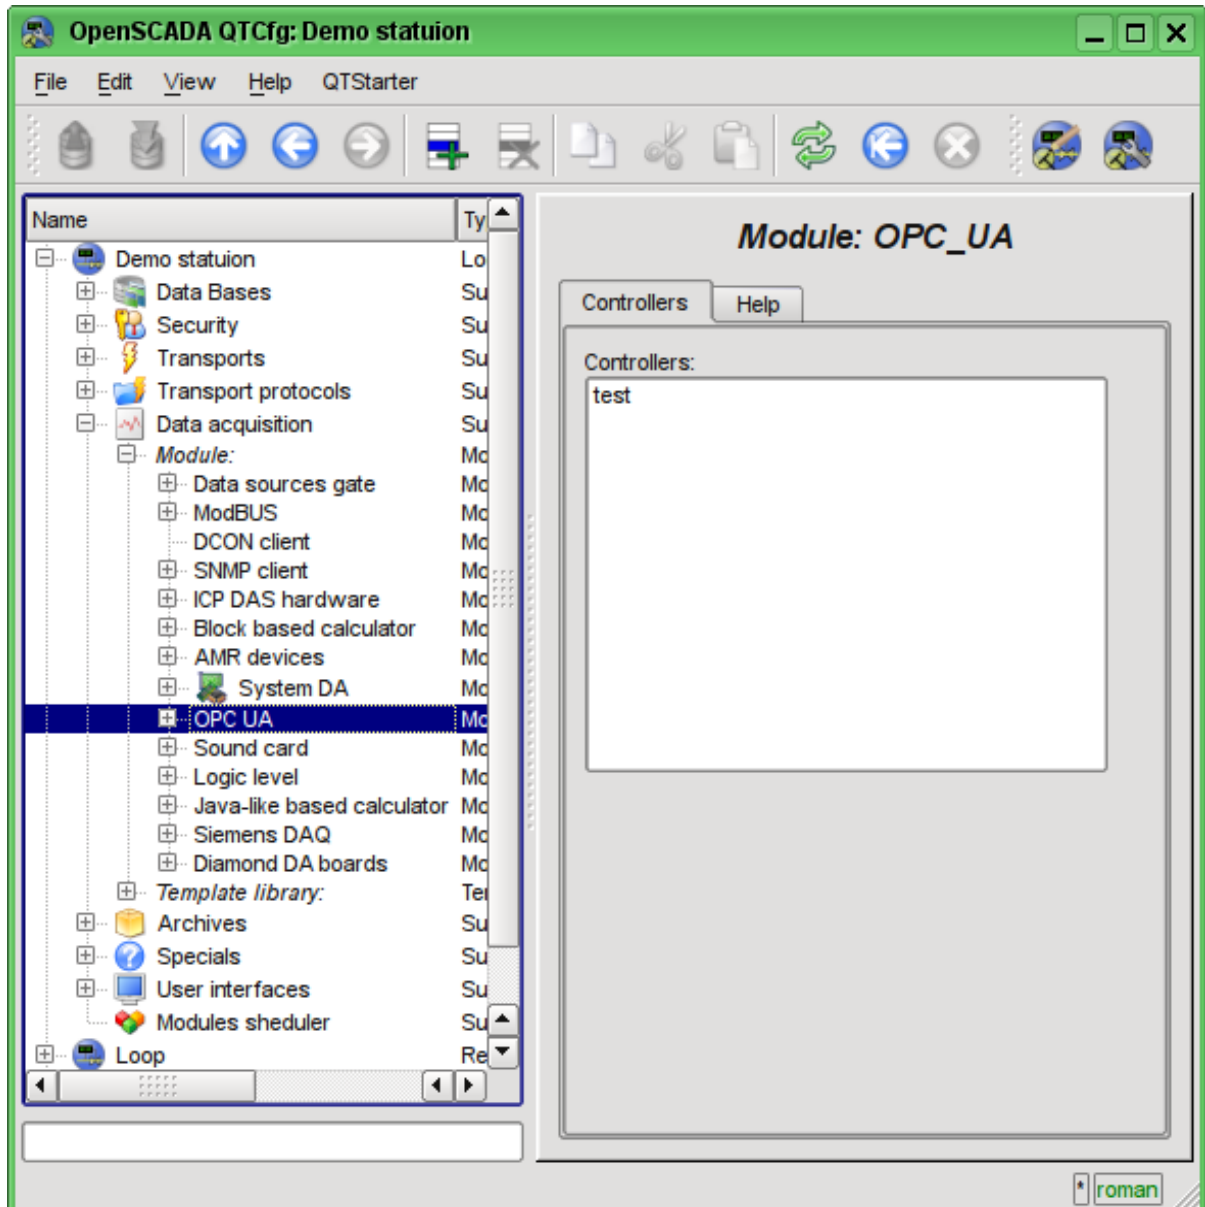 OpenSCADA QTCfg: Demo statuion
File Edit View Help QTStarter
Name Ty
Demo statuion Lo
Data Bases Su
Security Su
Transports Su
Transport protocols Su
Data acquisition Su
Module: Mo
Data sources gate Mo
ModBUS Mo
DCON client Mo
SNMP client Mo
ICP DAS hardware Mo
Block based calculator Mo
AMR devices Mo
System DA Mo
OPC UA Mo
Sound card Mo
Logic level Mo
Java-like based calculator Mo
Siemens DAQ Mo
Diamond DA boards Mo
Template library: Ter
Archives Su
Specials Su
User interfaces Su
Modules sheduler Su
Loop Re
Module: OPC_UA
Controllers Help
Controllers:
test
* roman